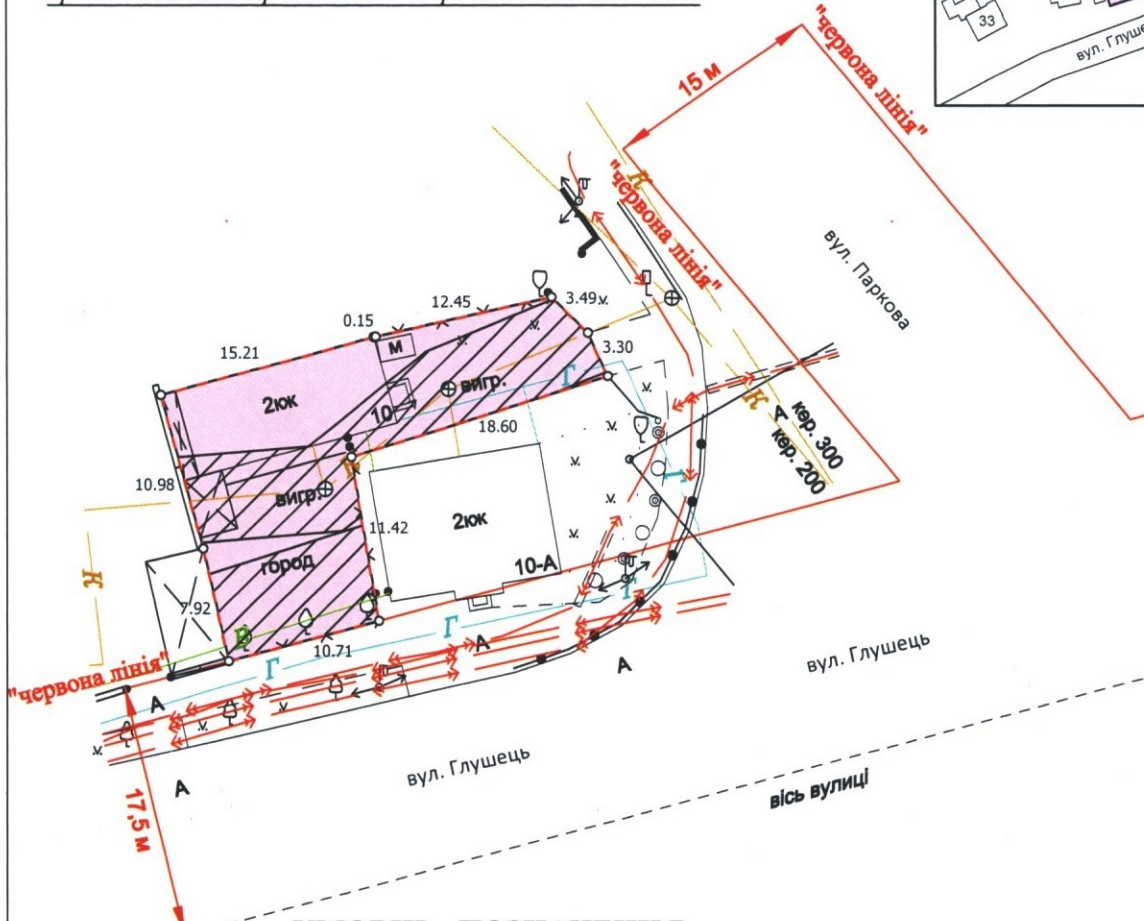 33
вул. Глуше
"червона лінія"
15 м
"червона лінія"
К
вул. Паркова
12.45
3.49
0.15
3.30
15.21
м
2юк
10
вигр.
Г
18.60
К
А
кер. 300
кер. 200
10.98
К
вигр.
11.42
2юк
Г
10-А
город
К
7.92
В
Г
Г
Г
А
10.71
А
"червона лінія"
А
вул. Глушець
вул. Глушець
А
17,5 м
вісь вулиці